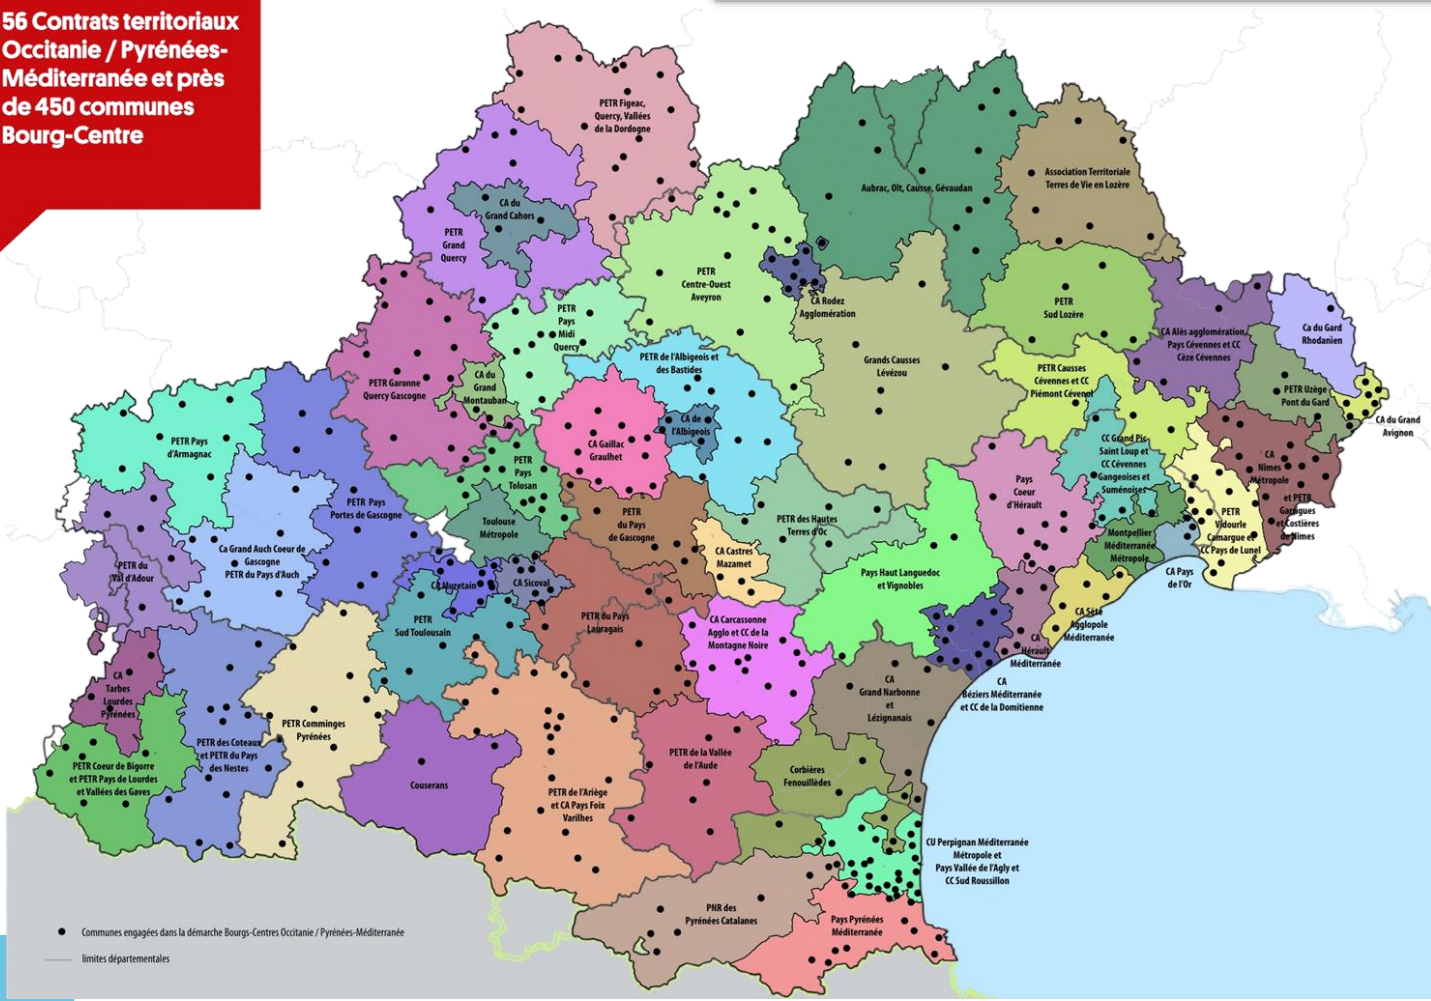 56 Contrats territoriaux
Occitanie / Pyrénées-
Méditerranée et près
de 450 communes
Bourg-Centre
PETR Figeac,
Quercy, Vallées
de la Dordogne
Aubrac, Olt, Causse, Gévaudan
Association Territoriale
Terres de Vie en Lozère
CA du
Grand Cahors
PETR
Grand
Quercy
PETR
Centre-Ouest
Aveyron
CA Rodez
Agglomération
PETR
Sud Lozère
PETR
Pays
Midi
Quercy
CA Alès agglomération,
Pays Cévennes et CC
Cèze Cévennes
Ca du Gard
Rhodanien
PETR de l'Albigeois et
des Bastides
Grands Causses
Lévézou
PETR Causses
Cévennes et CC
Piémont Cévenol
PETR Uzège
Pont du Gard
PETR Garonne
Quercy Gascogne
CA du
Grand
Montauban
CA du Grand
Avignon
CA de
l'Albigeois
CA Gaillac
Graulhet
PETR Pays
d'Armagnac
CC Grand Pic
Saint Loup et
CC Cévennes
Gangeoises et
Suménoises
CA
Nîmes
Métropole
et PETR
Garrigues
et Costières
de Nîmes
PETR
Pays
Tolosan
Pays
Coeur
d'Hérault
PETR Pays
Portes de Gascogne
Toulouse
Métropole
PETR
du Pays
de Gascogne
PETR des Hautes
Terres d'Oc
PETR
Vidourle
Camargue et
CC Pays de Lunel
Montpellier
Méditerranée
Métropole
Ca Grand Auch Coeur de
Gascogne
PETR du Pays d'Auch
CA Castres
Mazamet
PETR du
Val d'Adour
CA Muretain
CA Sicoval
Pays Haut Languedoc
et Vignobles
CA Pays
de l'Or
PETR
Sud Toulousain
PETR du Pays
Lauragais
CA Carcassonne
Agglo et CC de la
Montagne Noire
CA Sète
Agglopole
Méditerranée
CA
Hérault
Méditerranée
CA
Tarbes
Lourdes
Pyrénées
CA
Grand Narbonne
et
Lézignanais
CA
Béziers Méditerranée
et CC de la Domitienne
PETR Comminges
Pyrénées
PETR des Coteaux
et PETR du Pays
des Nestes
PETR Coeur de Bigorre
et PETR Pays de Lourdes
et Vallées des Gaves
PETR de la Vallée
de l'Aude
Corbières
Fenouillèdes
Couserans
PETR de l'Ariège
et CA Pays Foix
Varilhes
CU Perpignan Méditerranée
Métropole et
Pays Vallée de l'Agly et
CC Sud Roussillon
PNR des
Pyrénées Catalanes
Pays Pyrénées
Méditerranée
Communes engagées dans la démarche Bourgs-Centres Occitanie / Pyrénées-Méditerranée
limites départementales